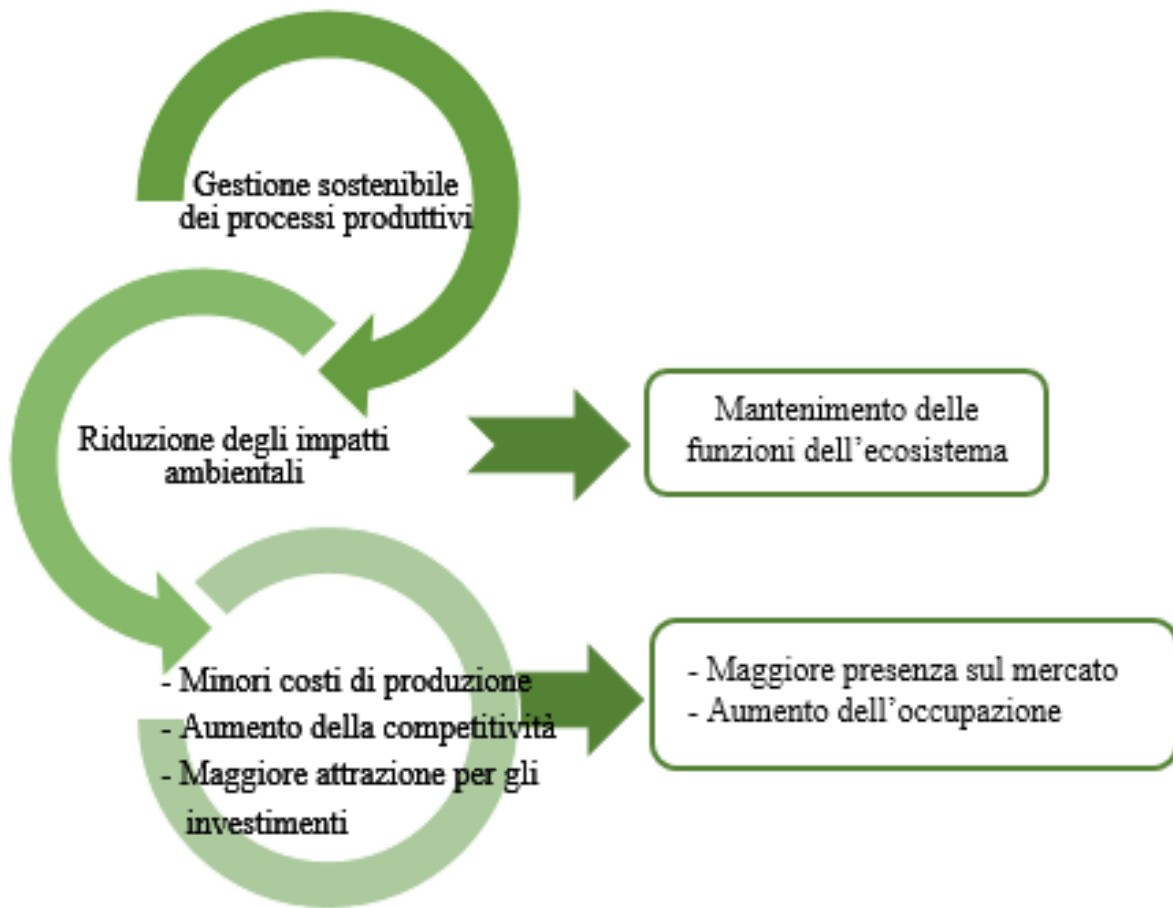 Gestione sostenibile
dei processi produttivi
Riduzione degli impatti
ambientali
Mantenimento delle
funzioni dell’ecosistema
- Minori costi di produzione
- Aumento della competitività
- Maggiore attrazione per gli
investimenti
- Maggiore presenza sul mercato
- Aumento dell’occupazione